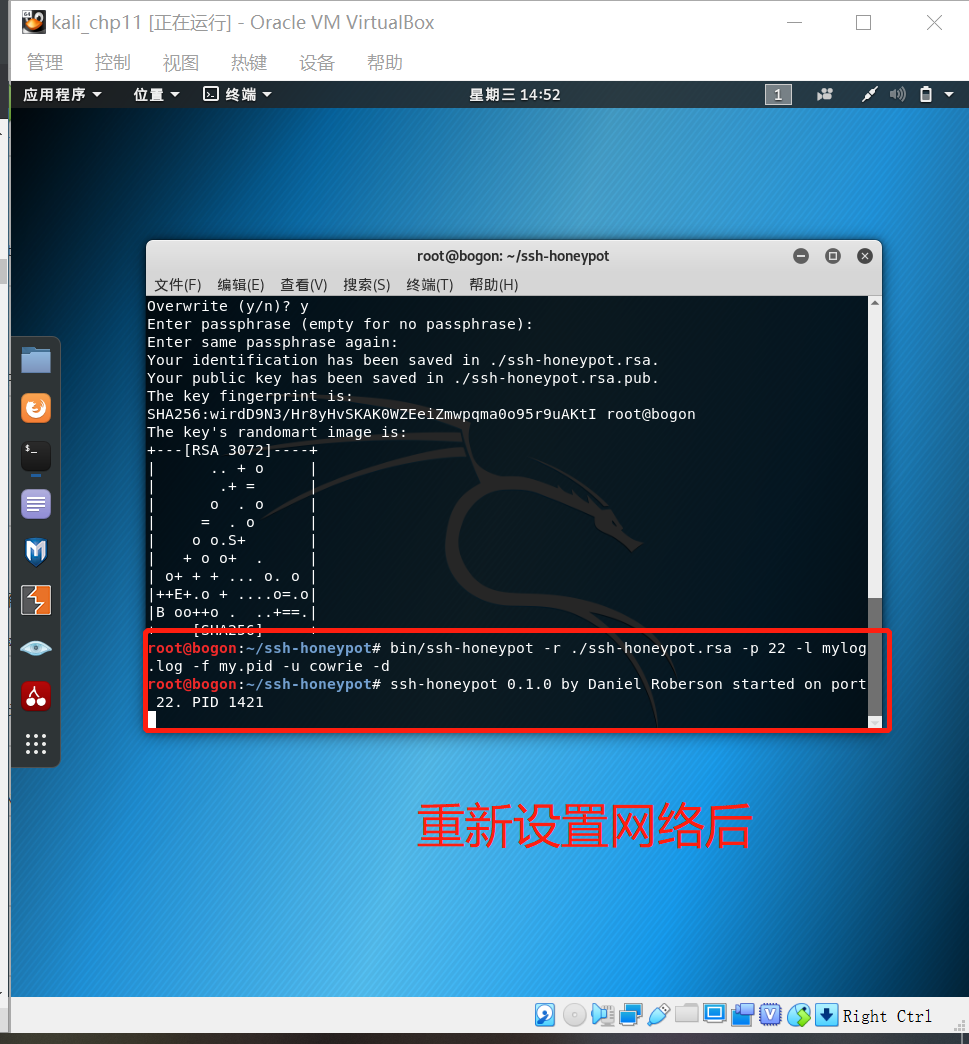 kali_chp11 [正在运行] - Oracle VM VirtualBox
管理 控制 视图 热键 设备 帮助
应用程序 位置 终端 星期三 14:52 1
root@bogon: ~/ssh-honeypot
文件(F) 编辑(E) 查看(V) 搜索(S) 终端(T) 帮助(H)
Overwrite (y/n)? y
Enter passphrase (empty for no passphrase):
Enter same passphrase again:
Your identification has been saved in ./ssh-honeypot.rsa.
Your public key has been saved in ./ssh-honeypot.rsa.pub.
The key fingerprint is:
SHA256:wirdD9N3/Hr8yHvSKAK0WZEeiZmwpqma0o95r9uAKtI root@bogon
The key's randomart image is:
+---[RSA 3072]----+
|       .. + o     |
|        .+ =      |
|       o  . o     |
|      =  . o      |
|     o o.S+       |
|    + o o+  .     |
| o+ + + ... o. o |
|++E+.o + ....o=.o|
|B oo++o .  ..+==.|
+----[SHA256]-----+
root@bogon:~/ssh-honeypot# bin/ssh-honeypot -r ./ssh-honeypot.rsa -p 22 -l mylog
.log -f my.pid -u cowrie -d
root@bogon:~/ssh-honeypot# ssh-honeypot 0.1.0 by Daniel Roberson started on port
22. PID 1421
重新设置网络后
Right Ctrl